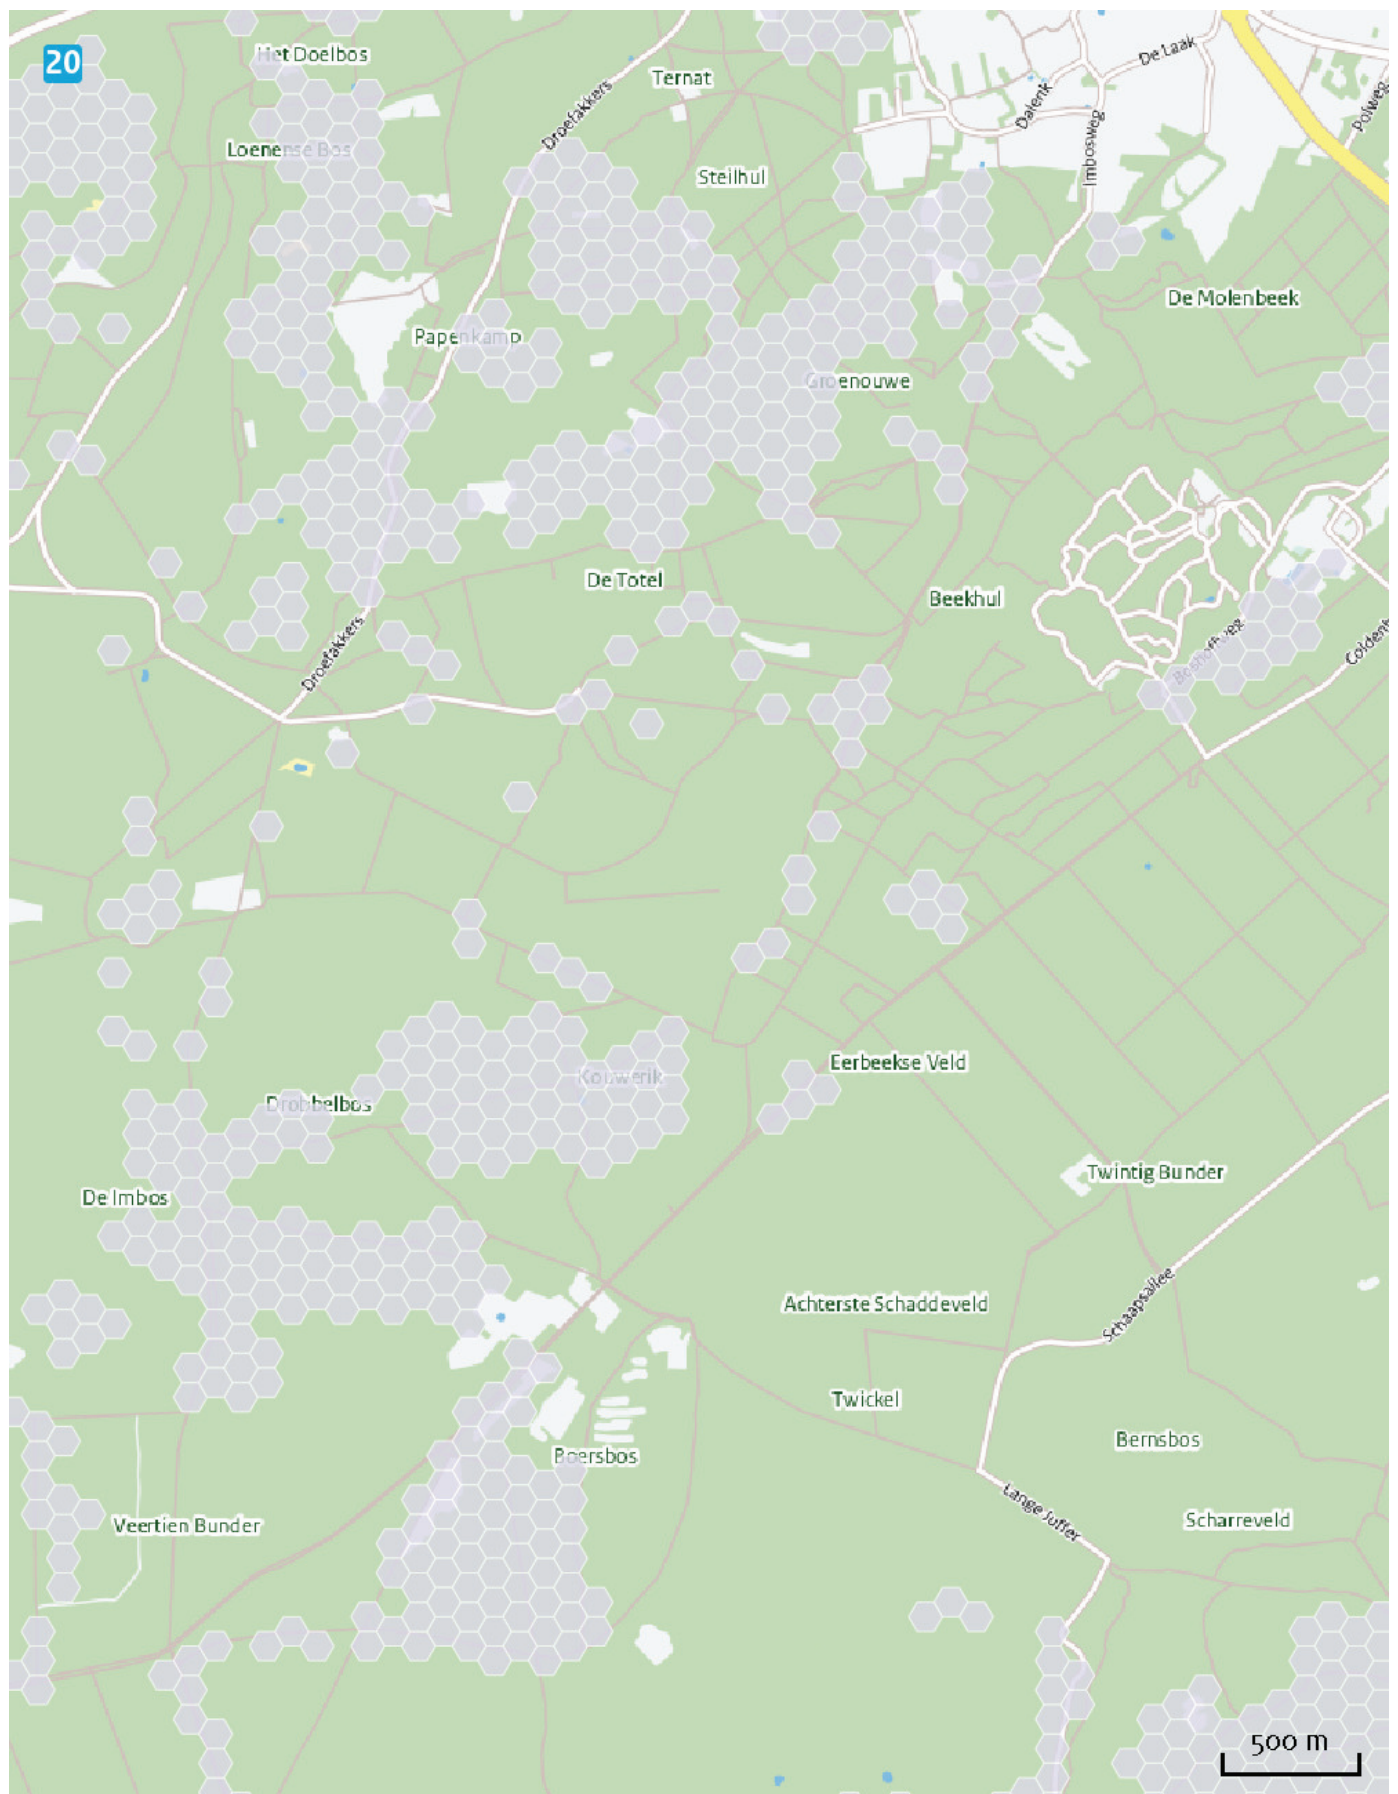 20
Het Doelbos
Ternat
De Laak
Dalenk
Polweg
Droefakkers
Imbosweg
Loenense Bos
Steilhul
De Molenbeek
Papenkamp
Groenouwe
De Totel
Beekhul
Droefakkers
Eerbeekse Veld
Kouwerik
Drobbelbos
Twintig Bunder
De Imbos
Achterste Schaddeveld
Schaapsallee
Twickel
Bernsbos
Boersbos
Lange Juffer
Scharreveld
Veertien Bunder
500 m